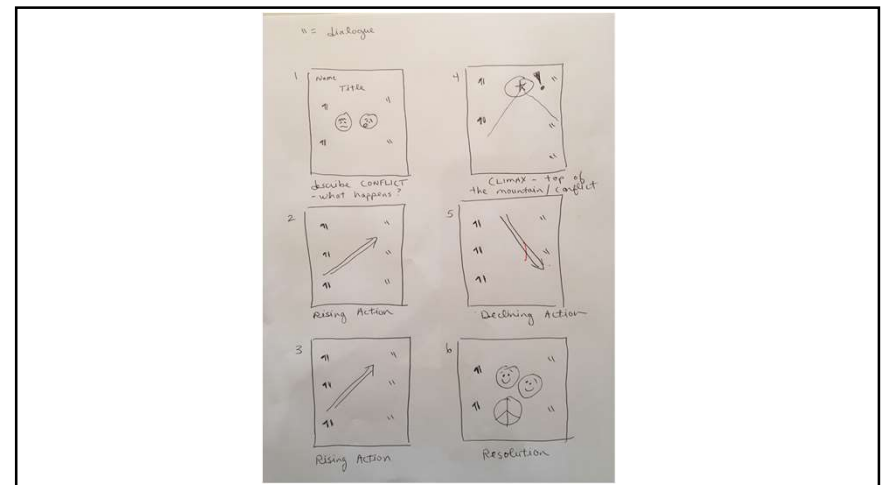 " = dialogue
1
Name
Title
¶ "
¶ "
describe CONFLICT
- what happens?
2
¶ "
¶ "
¶ "
Rising Action
3
¶ "
¶ "
¶ "
Rising Action
4
¶ ! "
¶ "
"
CLIMAX - top of
the mountain/conflict
5
¶ "
¶ "
¶
Declining Action
6
¶ "
¶ "
Resolution